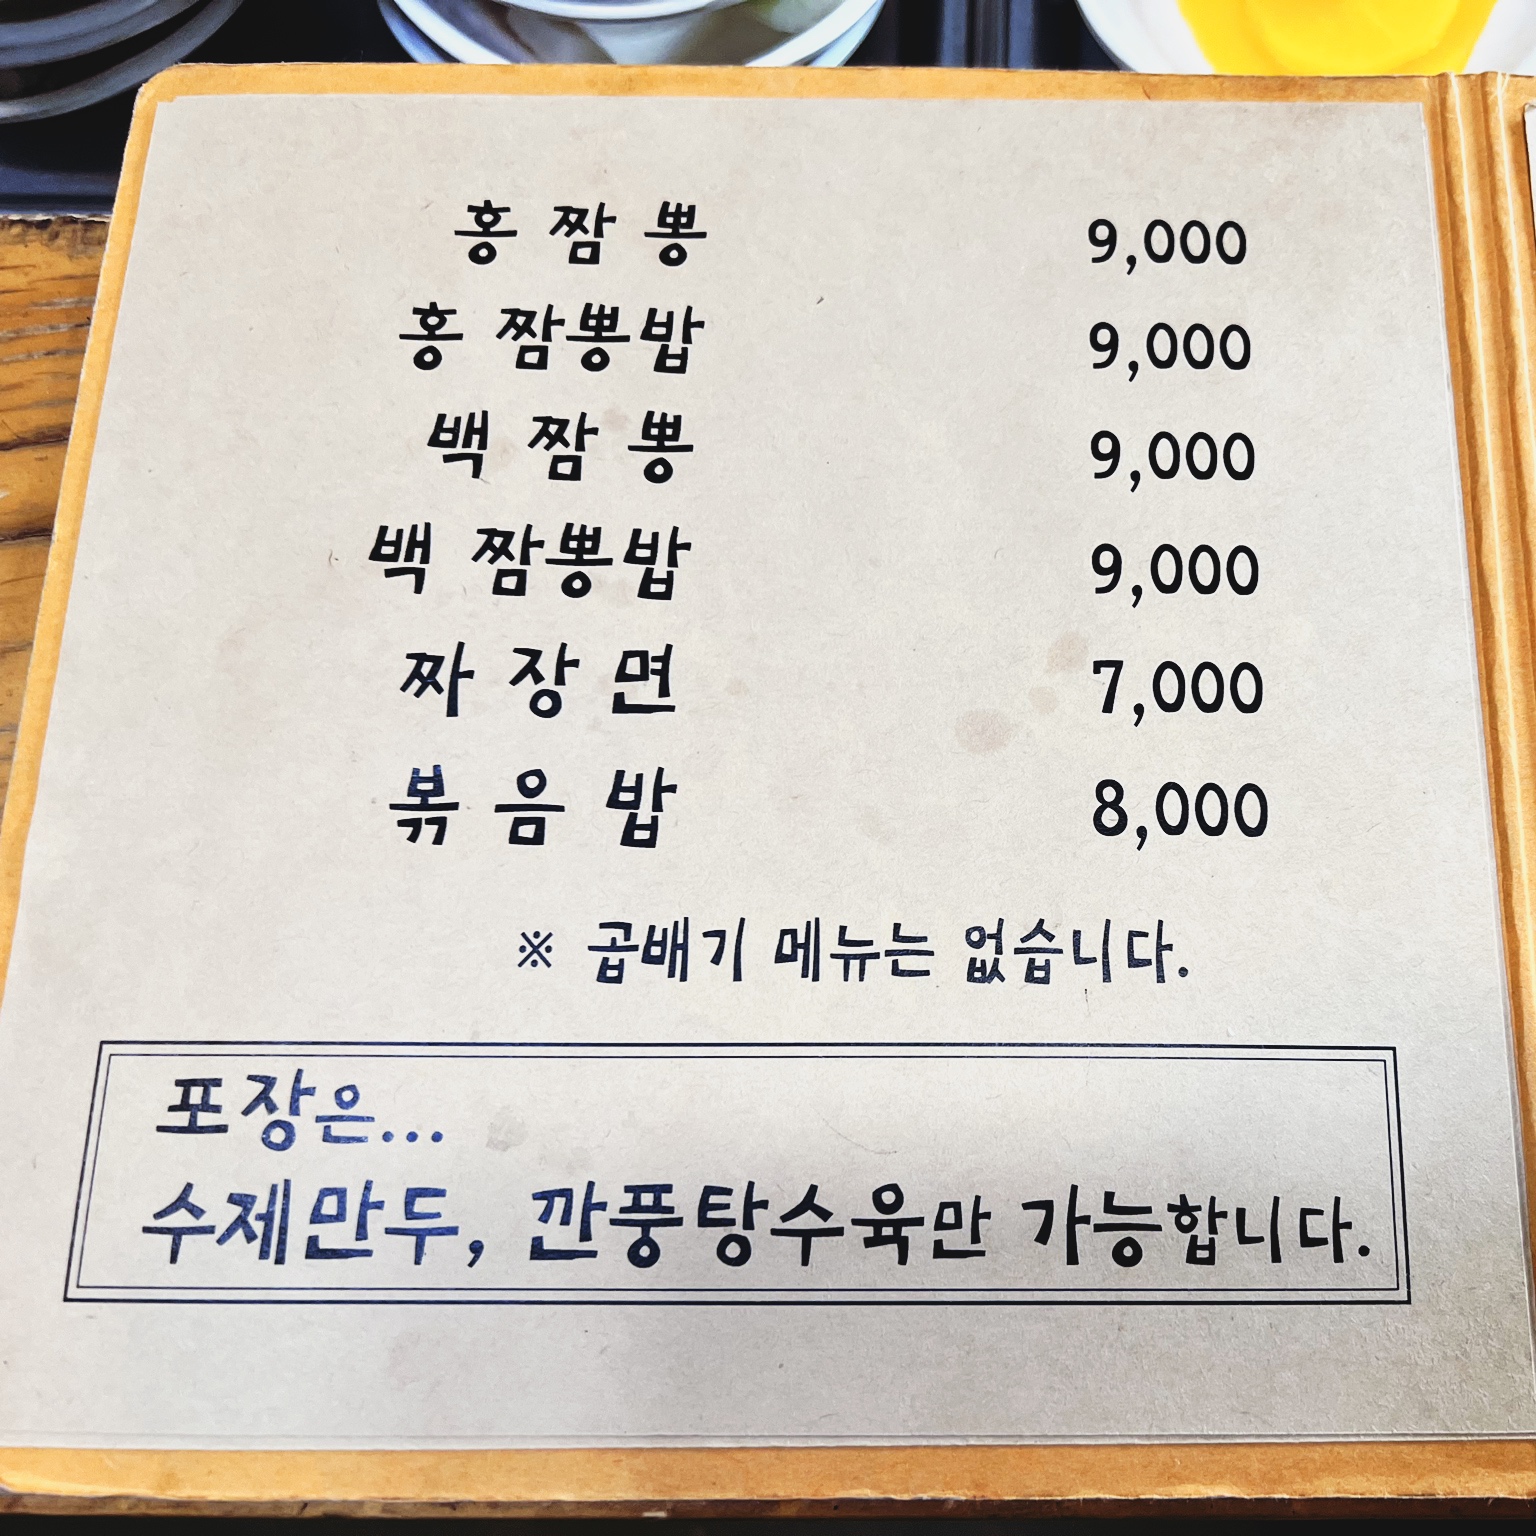 홍 짬 뽕 9,000
홍 짬뽕밥 9,000
백 짬 뽕 9,000
백 짬뽕밥 9,000
짜 장 면 7,000
볶 음 밥 8,000
※ 곱배기 메뉴는 없습니다.
포장은...
수제만두, 깐풍탕수육만 가능합니다.